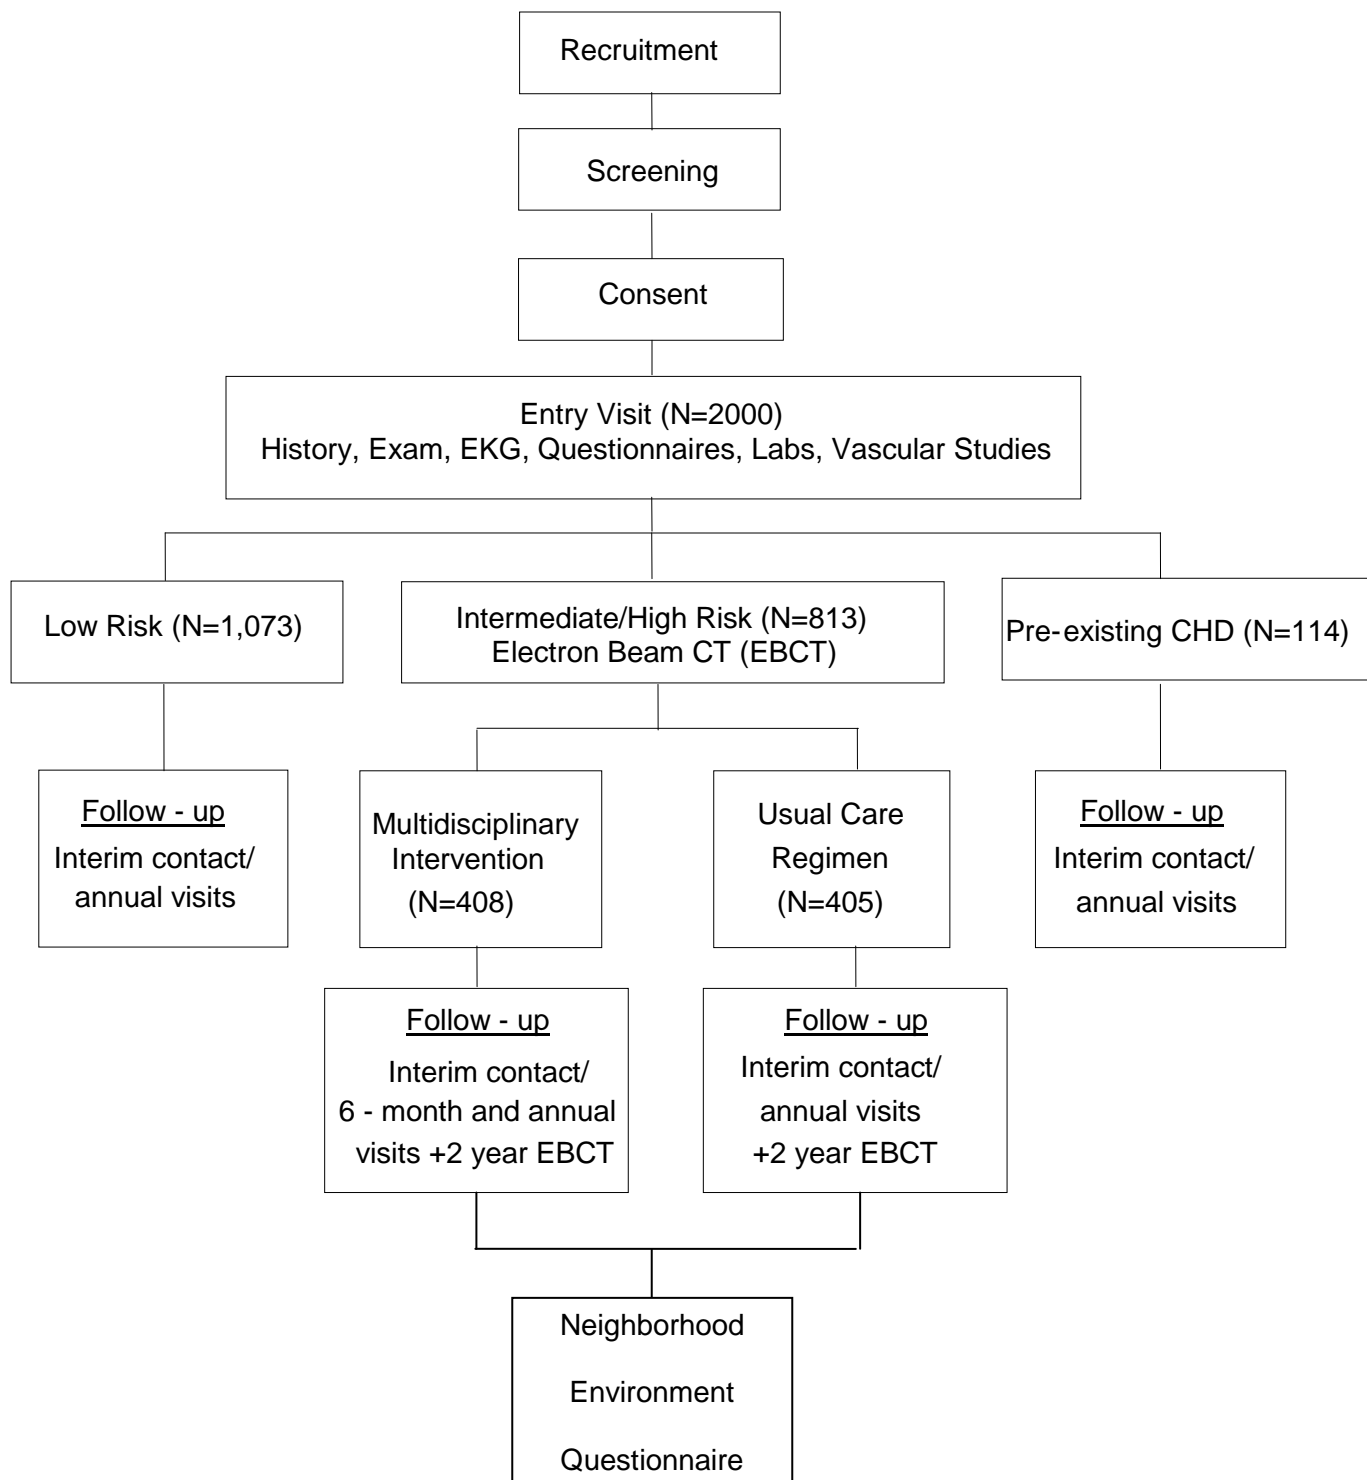 Recruitment
Screening
Consent
Entry Visit (N=2000)
History, Exam, EKG, Questionnaires, Labs, Vascular Studies
Low Risk (N=1,073)
Intermediate/High Risk (N=813)
Electron Beam CT (EBCT)
Pre-existing CHD (N=114)
Follow - up
Interim contact/
annual visits
Multidisciplinary
Intervention
(N=408)
Usual Care
Regimen
(N=405)
Follow - up
Interim contact/
annual visits
Follow - up
Interim contact/
6 - month and annual
visits +2 year EBCT
Follow - up
Interim contact/
annual visits
+2 year EBCT
Neighborhood
Environment
Questionnaire